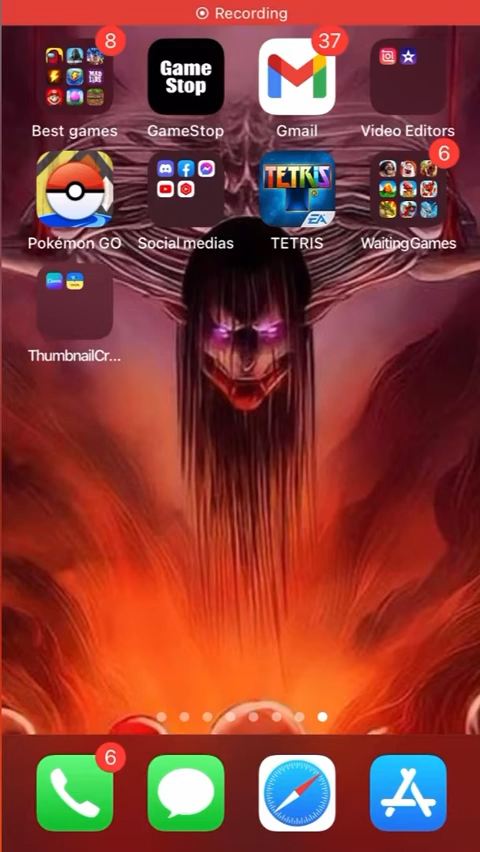 Recording
8
37
Game
Stop
Best games
GameStop
Gmail
Video Editors
6
TETRIS
EA
Pokémon GO
Social medias
TETRIS
WaitingGames
ThumbnailCr...
6